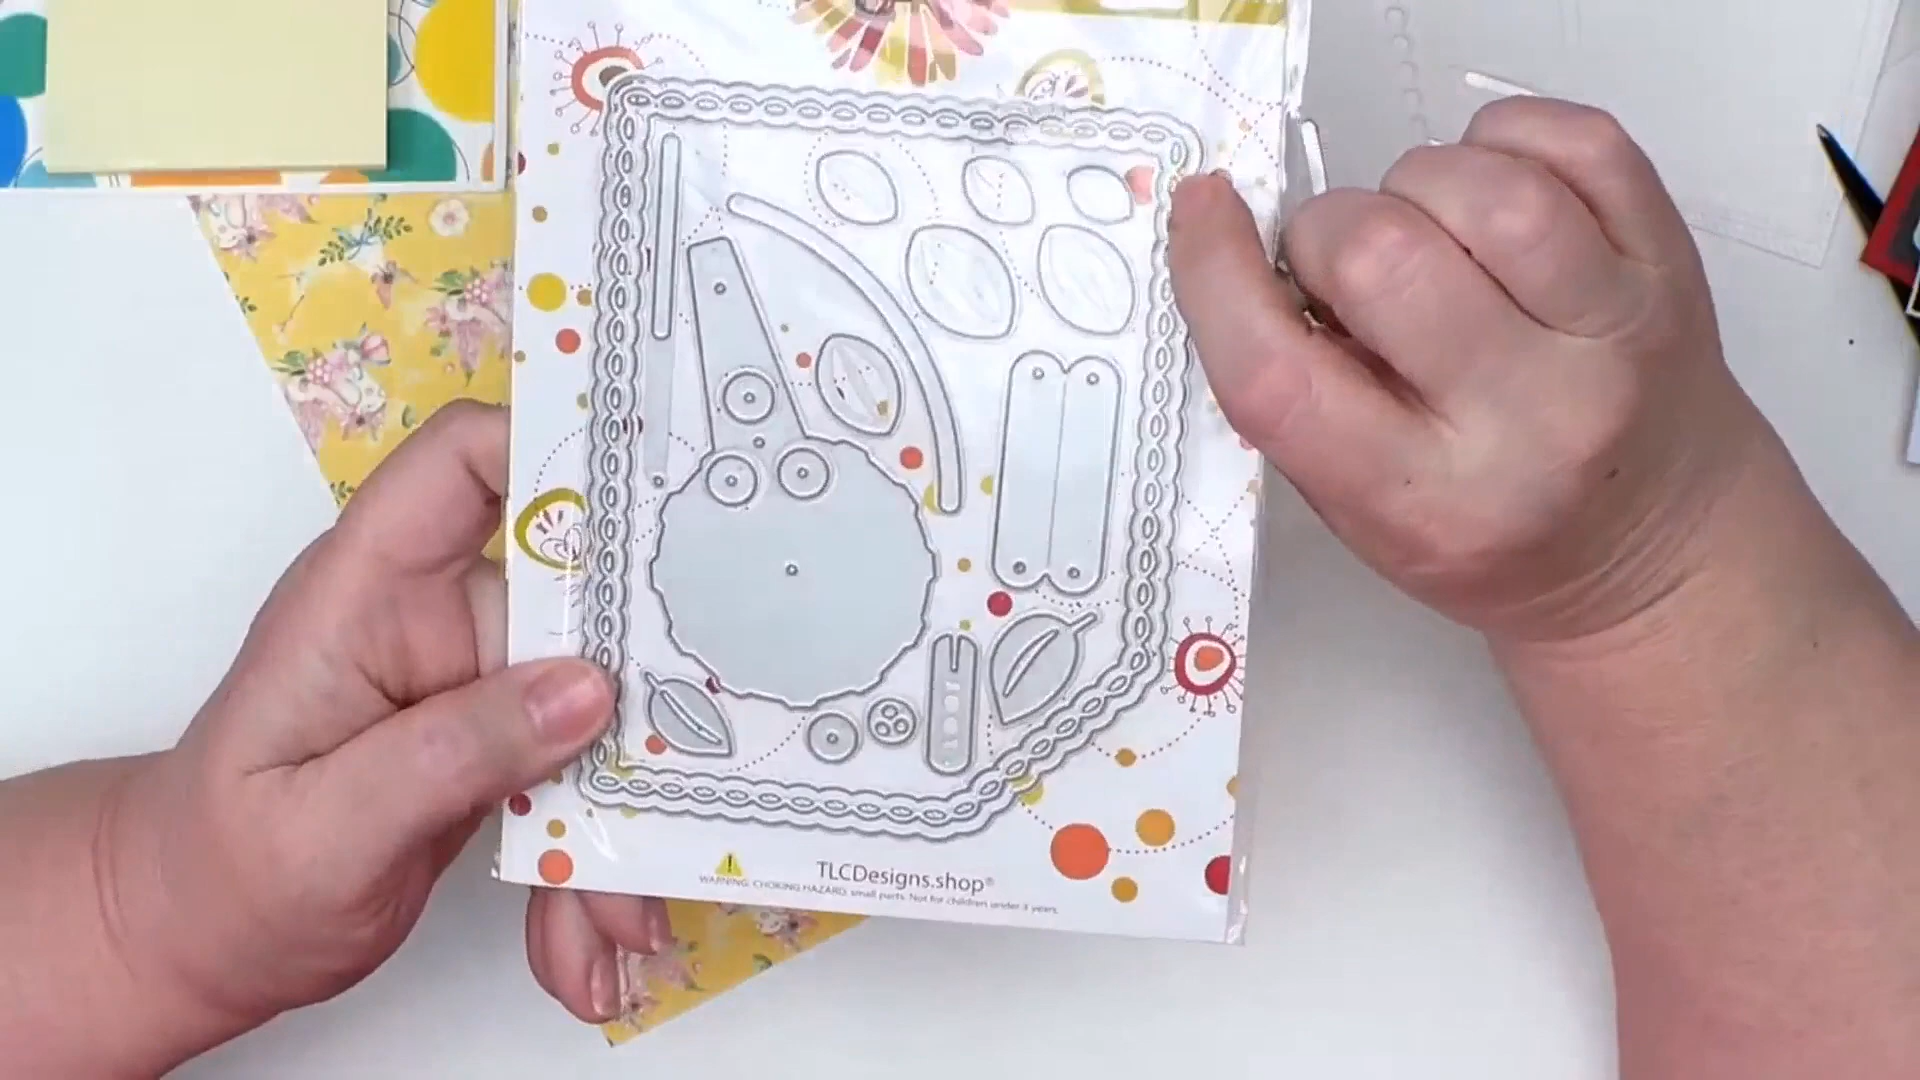 TLCDesigns.shop®
WARNING: CHOKING HAZARD, small parts. Not for children under 3 years.